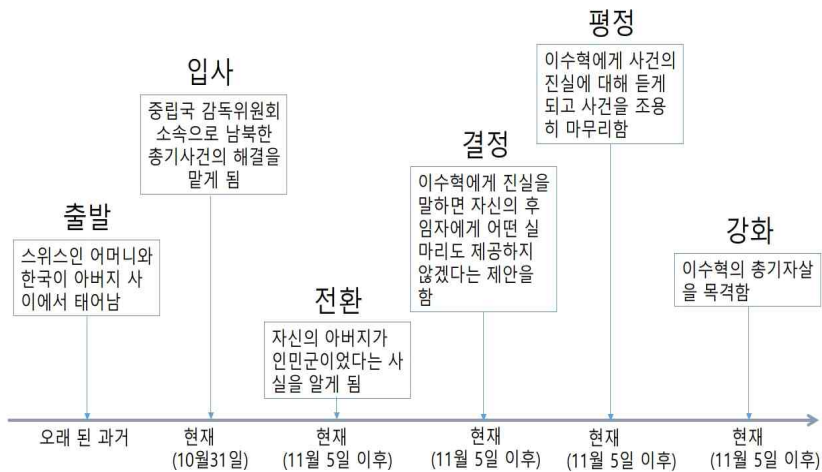 출발
스위스인 어머니와
한국이 아버지 사
이에서 태어남
오래 된 과거
입사
중립국 감독위원회
소속으로 남북한
총기사건의 해결을
맡게 됨
현재
(10월31일)
전환
자신의 아버지가
인민군이었다는 사
실을 알게 됨
현재
(11월 5일 이후)
결정
이수혁에게 진실을
말하면 자신의 후
임자에게 어떤 실
마리도 제공하지
않겠다는 제안을
함
현재
(11월 5일 이후)
평정
이수혁에게 사건의
진실에 대해 듣게
되고 사건을 조용
히 마무리함
현재
(11월 5일 이후)
강화
이수혁의 총기자살
을 목격함
현재
(11월 5일 이후)